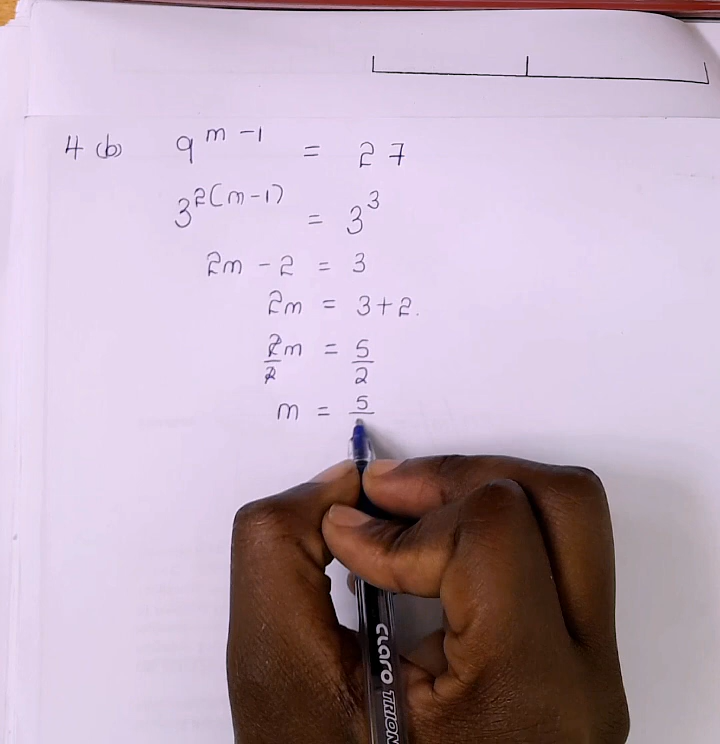 4 (b) 9^{m-1} = 27
3^{2(m-1)} = 3^3
2m - 2 = 3
2m = 3+2.
2/2 m = 5/2
m = 5/
CLARO TRION